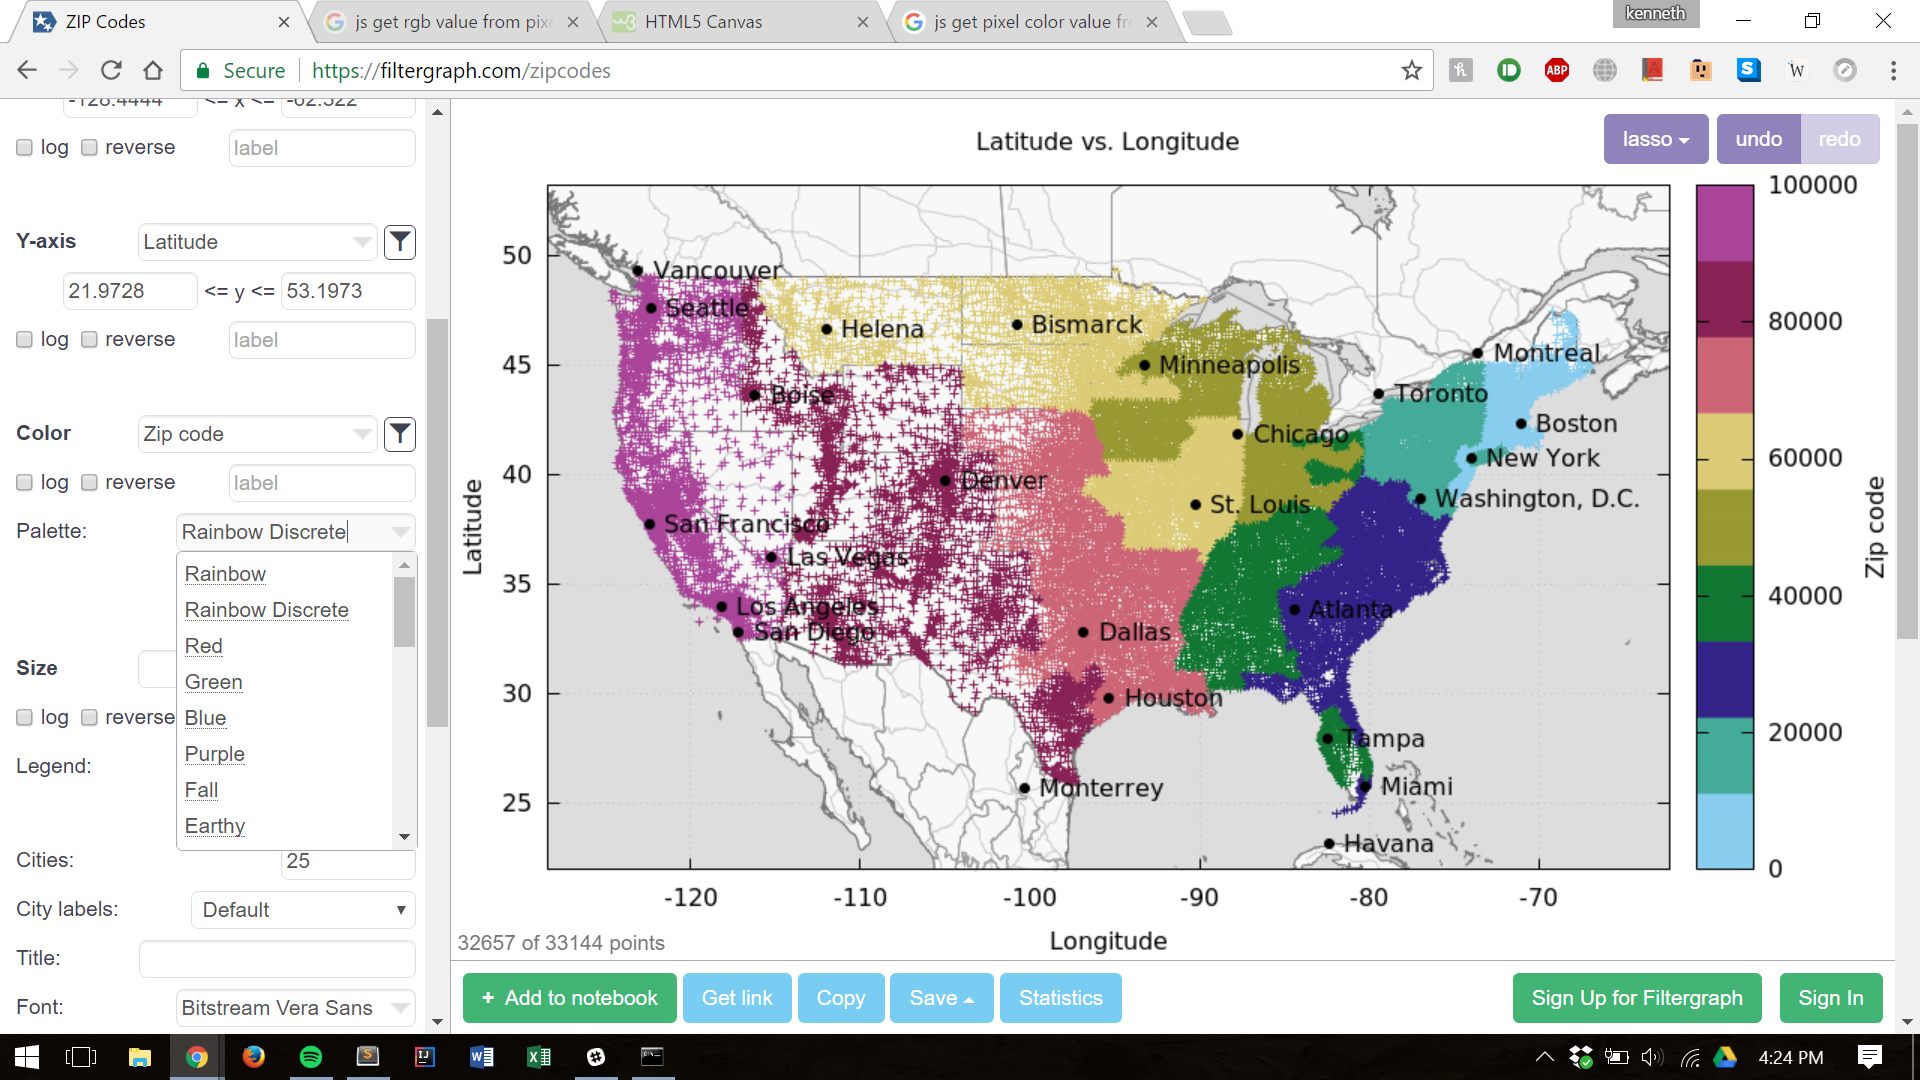 ZIP Codes
js get rgb value from pixe
HTML5 Canvas
js get pixel color value fr
kenneth
Secure
https://filtergraph.com/zipcodes
ABP
-128.4444 <= x <= -62.322
log reverse label
Y-axis Latitude
21.9728 <= y <= 53.1973
log reverse label
Color Zip code
log reverse label
Palette: Rainbow Discrete
Rainbow
Rainbow Discrete
Red
Green
Blue
Purple
Fall
Earthy
Size
log reverse
Legend:
Cities: 25
City labels: Default
Title:
Font: Bitstream Vera Sans
Latitude vs. Longitude
lasso
undo
redo
50
45
40
35
30
25
Latitude
-120 -110 -100 -90 -80 -70
Longitude
Vancouver
Seattle
Helena
Bismarck
Minneapolis
Montreal
Boise
Toronto
Boston
Chicago
New York
Denver
St. Louis
Washington, D.C.
San Francisco
Las Vegas
Los Angeles
Atlanta
San Diego
Dallas
Houston
Tampa
Monterrey
Miami
Havana
100000
80000
60000
40000
20000
0
Zip code
32657 of 33144 points
+ Add to notebook
Get link
Copy
Save
Statistics
Sign Up for Filtergraph
Sign In
4:24 PM